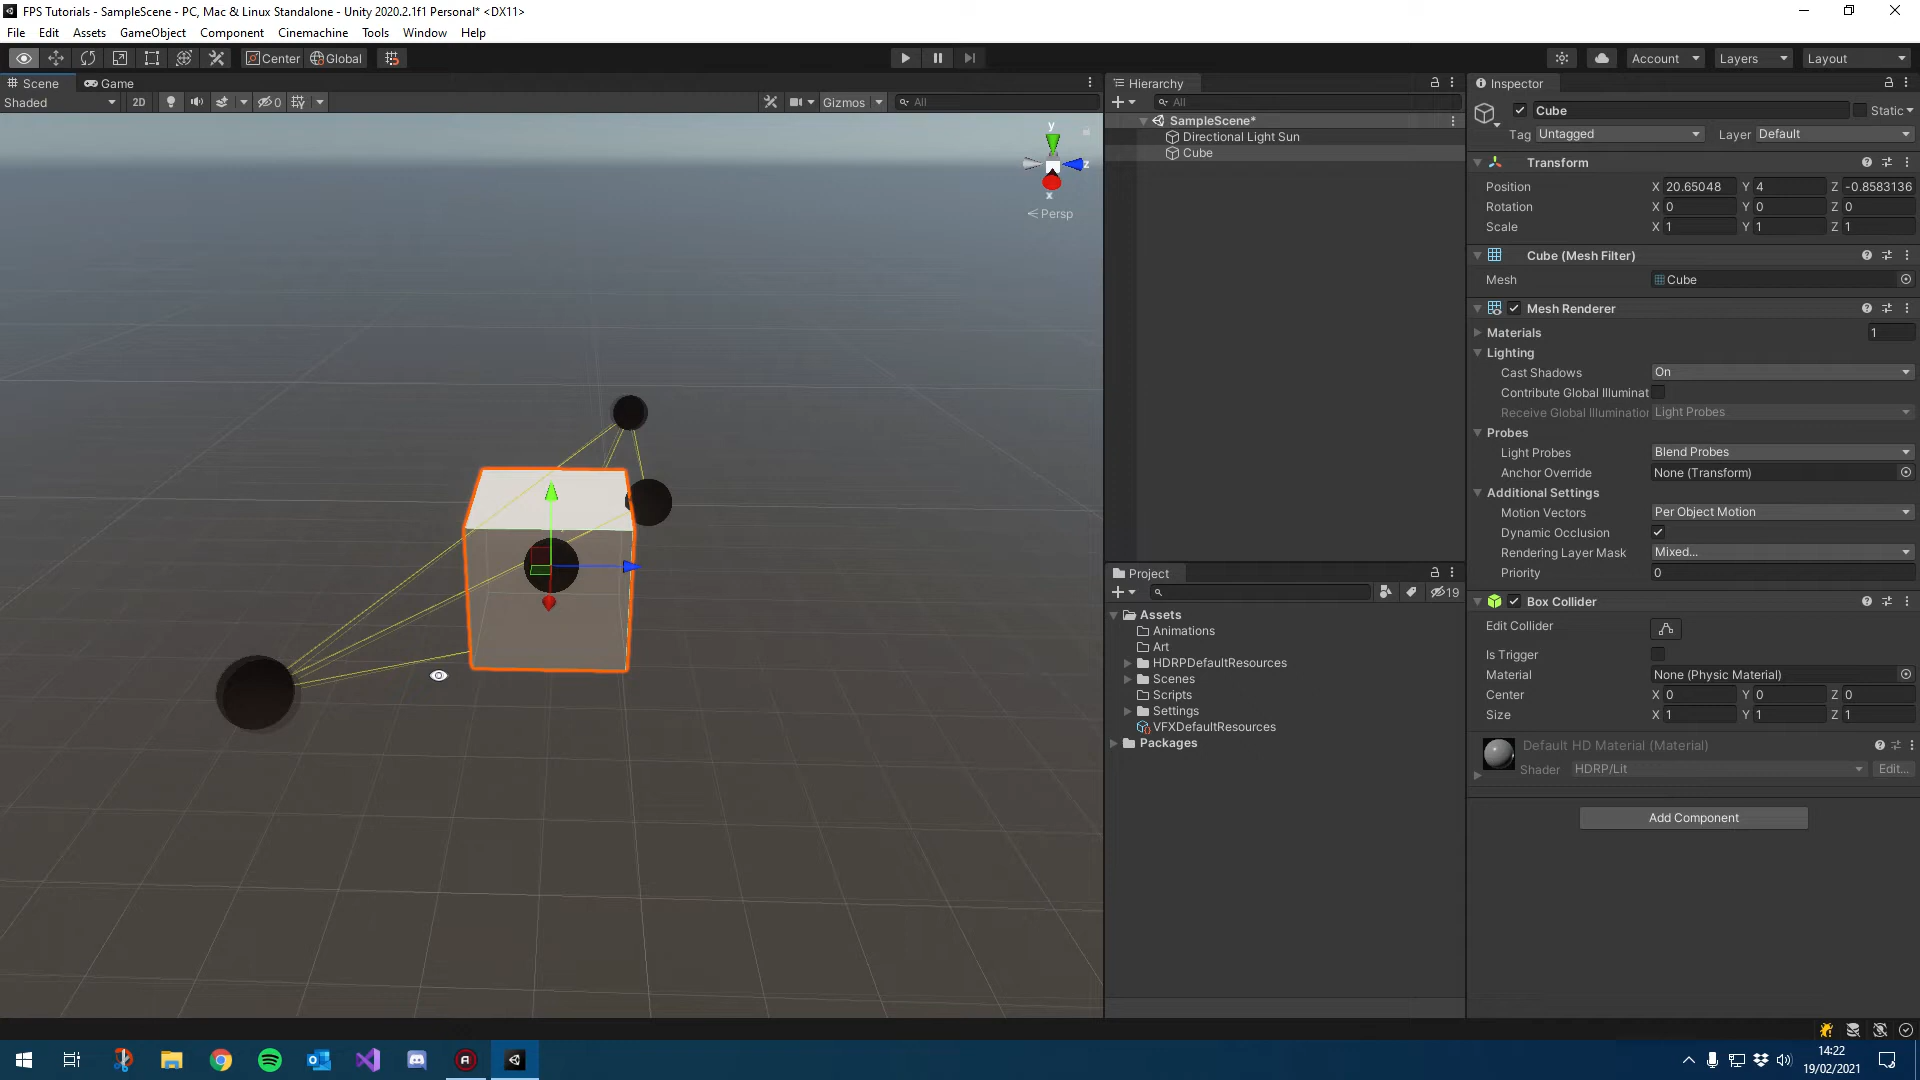 FPS Tutorials - SampleScene - PC, Mac & Linux Standalone - Unity 2020.2.1f1 Personal* <DX11>
File Edit Assets GameObject Component Cinemachine Tools Window Help
Center Global Account Layers Layout
Scene Game
Shaded 2D 0 Gizmos All
y
z
x
Persp
Hierarchy
All
SampleScene*
Directional Light Sun
Cube
Project
19
Assets
Animations
Art
HDRPDefaultResources
Scenes
Scripts
Settings
VFXDefaultResources
Packages
Inspector
Cube Static
Tag Untagged Layer Default
Transform
Position X 20.65048 Y 4 Z -0.8583136
Rotation X 0 Y 0 Z 0
Scale X 1 Y 1 Z 1
Cube (Mesh Filter)
Mesh Cube
Mesh Renderer
Materials 1
Lighting
Cast Shadows On
Contribute Global Illuminat
Receive Global Illumination Light Probes
Probes
Light Probes Blend Probes
Anchor Override None (Transform)
Additional Settings
Motion Vectors Per Object Motion
Dynamic Occlusion
Rendering Layer Mask Mixed...
Priority 0
Box Collider
Edit Collider
Is Trigger
Material None (Physic Material)
Center X 0 Y 0 Z 0
Size X 1 Y 1 Z 1
Default HD Material (Material)
Shader HDRP/Lit Edit...
Add Component
14:22
19/02/2021